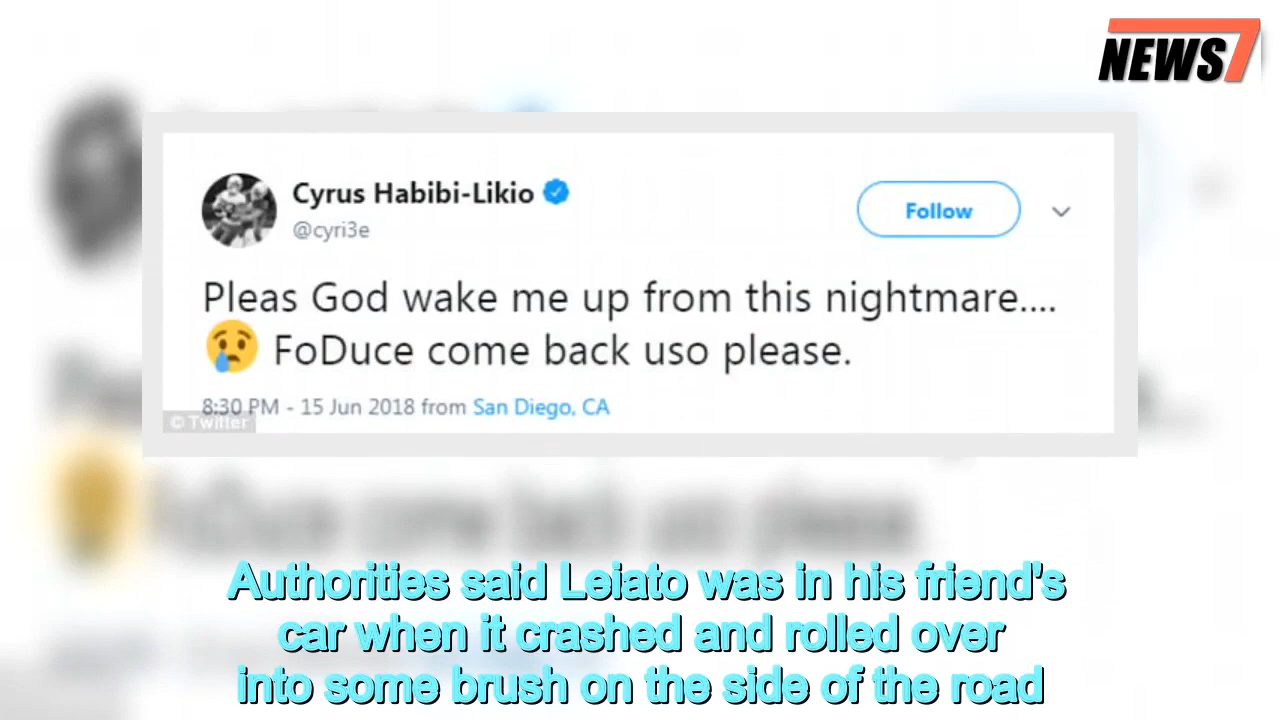 NEWS7
Cyrus Habibi-Likio
@cyri3e
Follow
Pleas God wake me up from this nightmare....
😢 FoDuce come back uso please.
8:30 PM - 15 Jun 2018 from San Diego, CA
© Twitter
Authorities said Leiato was in his friend's
car when it crashed and rolled over
into some brush on the side of the road